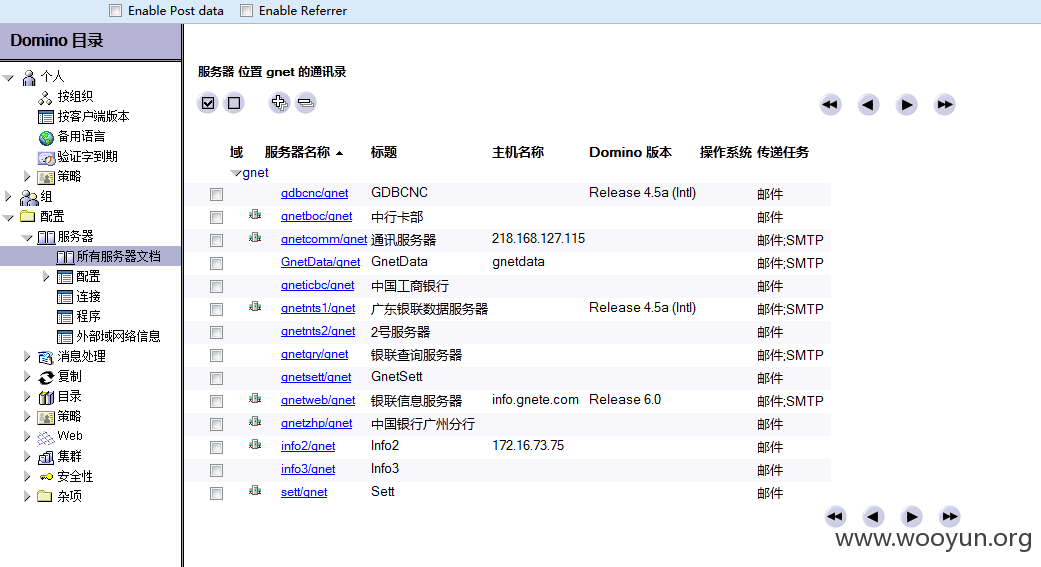 Enable Post data Enable Referrer
Domino 目录
个人
按组织
按客户端版本
备用语言
验证字到期
策略
组
配置
服务器
所有服务器文档
配置
连接
程序
外部域网络信息
消息处理
复制
目录
策略
Web
集群
安全性
杂项
服务器 位置 gnet 的通讯录
域 服务器名称 标题 主机名称 Domino 版本 操作系统 传递任务
gnet
gdbcnc/gnet GDBCNC Release 4.5a (Intl) 邮件
gnetboc/gnet 中行卡部 邮件
gnetcomm/gnet 通讯服务器 218.168.127.115 邮件;SMTP
GnetData/gnet GnetData gnetdata 邮件;SMTP
gneticbc/gnet 中国工商银行 邮件
gnetnts1/gnet 广东银联数据服务器 Release 4.5a (Intl) 邮件;SMTP
gnetnts2/gnet 2号服务器 邮件
gnetqry/gnet 银联查询服务器 邮件;SMTP
gnetsett/gnet GnetSett 邮件
gnetweb/gnet 银联信息服务器 info.gnete.com Release 6.0 邮件;SMTP
gnetzhp/gnet 中国银行广州分行 邮件
info2/gnet Info2 172.16.73.75 邮件
info3/gnet Info3 邮件
sett/gnet Sett 邮件
www.wooyun.org